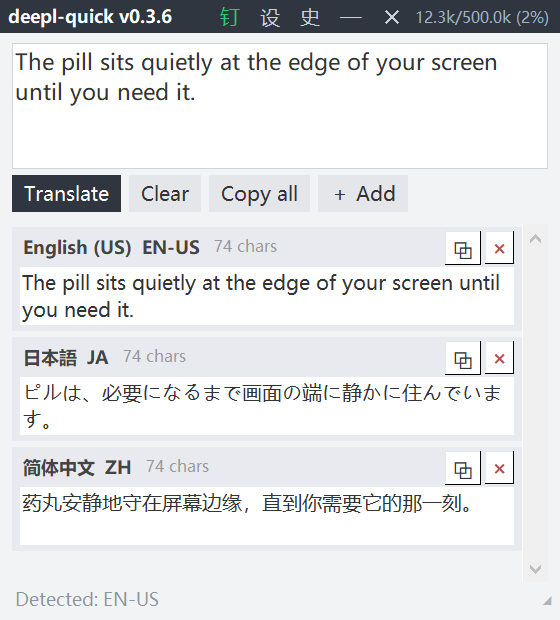 deepl-quick v0.3.6 钉 设 史 — ✕ 12.3k/500.0k (2%)
The pill sits quietly at the edge of your screen
until you need it.
Translate Clear Copy all + Add
English (US) EN-US 74 chars ×
The pill sits quietly at the edge of your screen until
you need it.
日本語 JA 74 chars ×
ピルは、必要になるまで画面の端に静かに住んでいま
す。
简体中文 ZH 74 chars ×
药丸安静地守在屏幕边缘，直到你需要它的那一刻。
Detected: EN-US